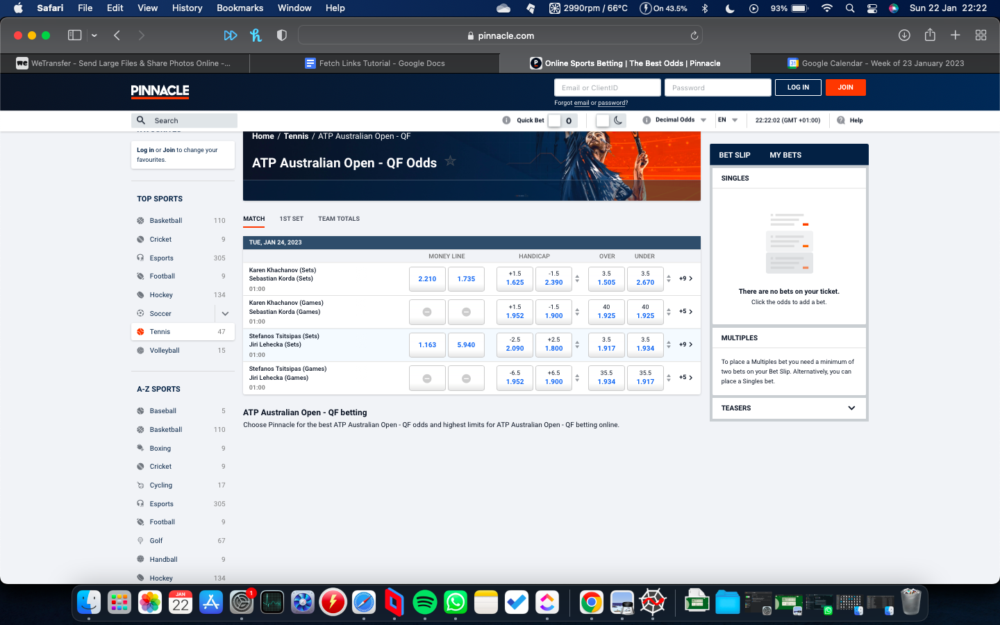 Safari File Edit View History Bookmarks Window Help 2990rpm / 66°C On 43.5% 93% Sun 22 Jan 22:22
pinnacle.com
WeTransfer - Send Large Files & Share Photos Online -...
Fetch Links Tutorial - Google Docs
Online Sports Betting | The Best Odds | Pinnacle
Google Calendar - Week of 23 January 2023
PINNACLE
Email or ClientID
Password
LOG IN
JOIN
Forgot email or password?
Search
Quick Bet
Decimal Odds
EN
22:22:02 (GMT +01:00)
Help
FAVOURITES
Log in or Join to change your
favourites.
TOP SPORTS
Basketball 110
Cricket 9
Esports 305
Football 9
Hockey 134
Soccer
Tennis 47
Volleyball 15
A-Z SPORTS
Baseball 5
Basketball 110
Boxing 9
Cricket 9
Cycling 17
Esports 305
Football 9
Golf 67
Handball 9
Hockey 134
Home / Tennis / ATP Australian Open - QF
ATP Australian Open - QF Odds
MATCH 1ST SET TEAM TOTALS
TUE, JAN 24, 2023
MONEY LINE HANDICAP OVER UNDER
Karen Khachanov (Sets)
Sebastian Korda (Sets)
01:00
2.210 1.735
+1.5 -1.5 3.5 3.5
1.625 2.390 1.505 2.670
+9
Karen Khachanov (Games)
Sebastian Korda (Games)
01:00
+1.5 -1.5 40 40
1.952 1.900 1.925 1.925
+5
Stefanos Tsitsipas (Sets)
Jiri Lehecka (Sets)
01:00
1.163 5.940
-2.5 +2.5 3.5 3.5
2.090 1.800 1.917 1.934
+9
Stefanos Tsitsipas (Games)
Jiri Lehecka (Games)
01:00
-6.5 +6.5 35.5 35.5
1.952 1.900 1.934 1.917
+5
ATP Australian Open - QF betting
Choose Pinnacle for the best ATP Australian Open - QF odds and highest limits for ATP Australian Open - QF betting online.
BET SLIP MY BETS
SINGLES
There are no bets on your ticket.
Click the odds to add a bet.
MULTIPLES
To place a Multiples bet you need a minimum of
two bets on your Bet Slip. Alternatively, you can
place a Singles bet.
TEASERS
JAN
22
1